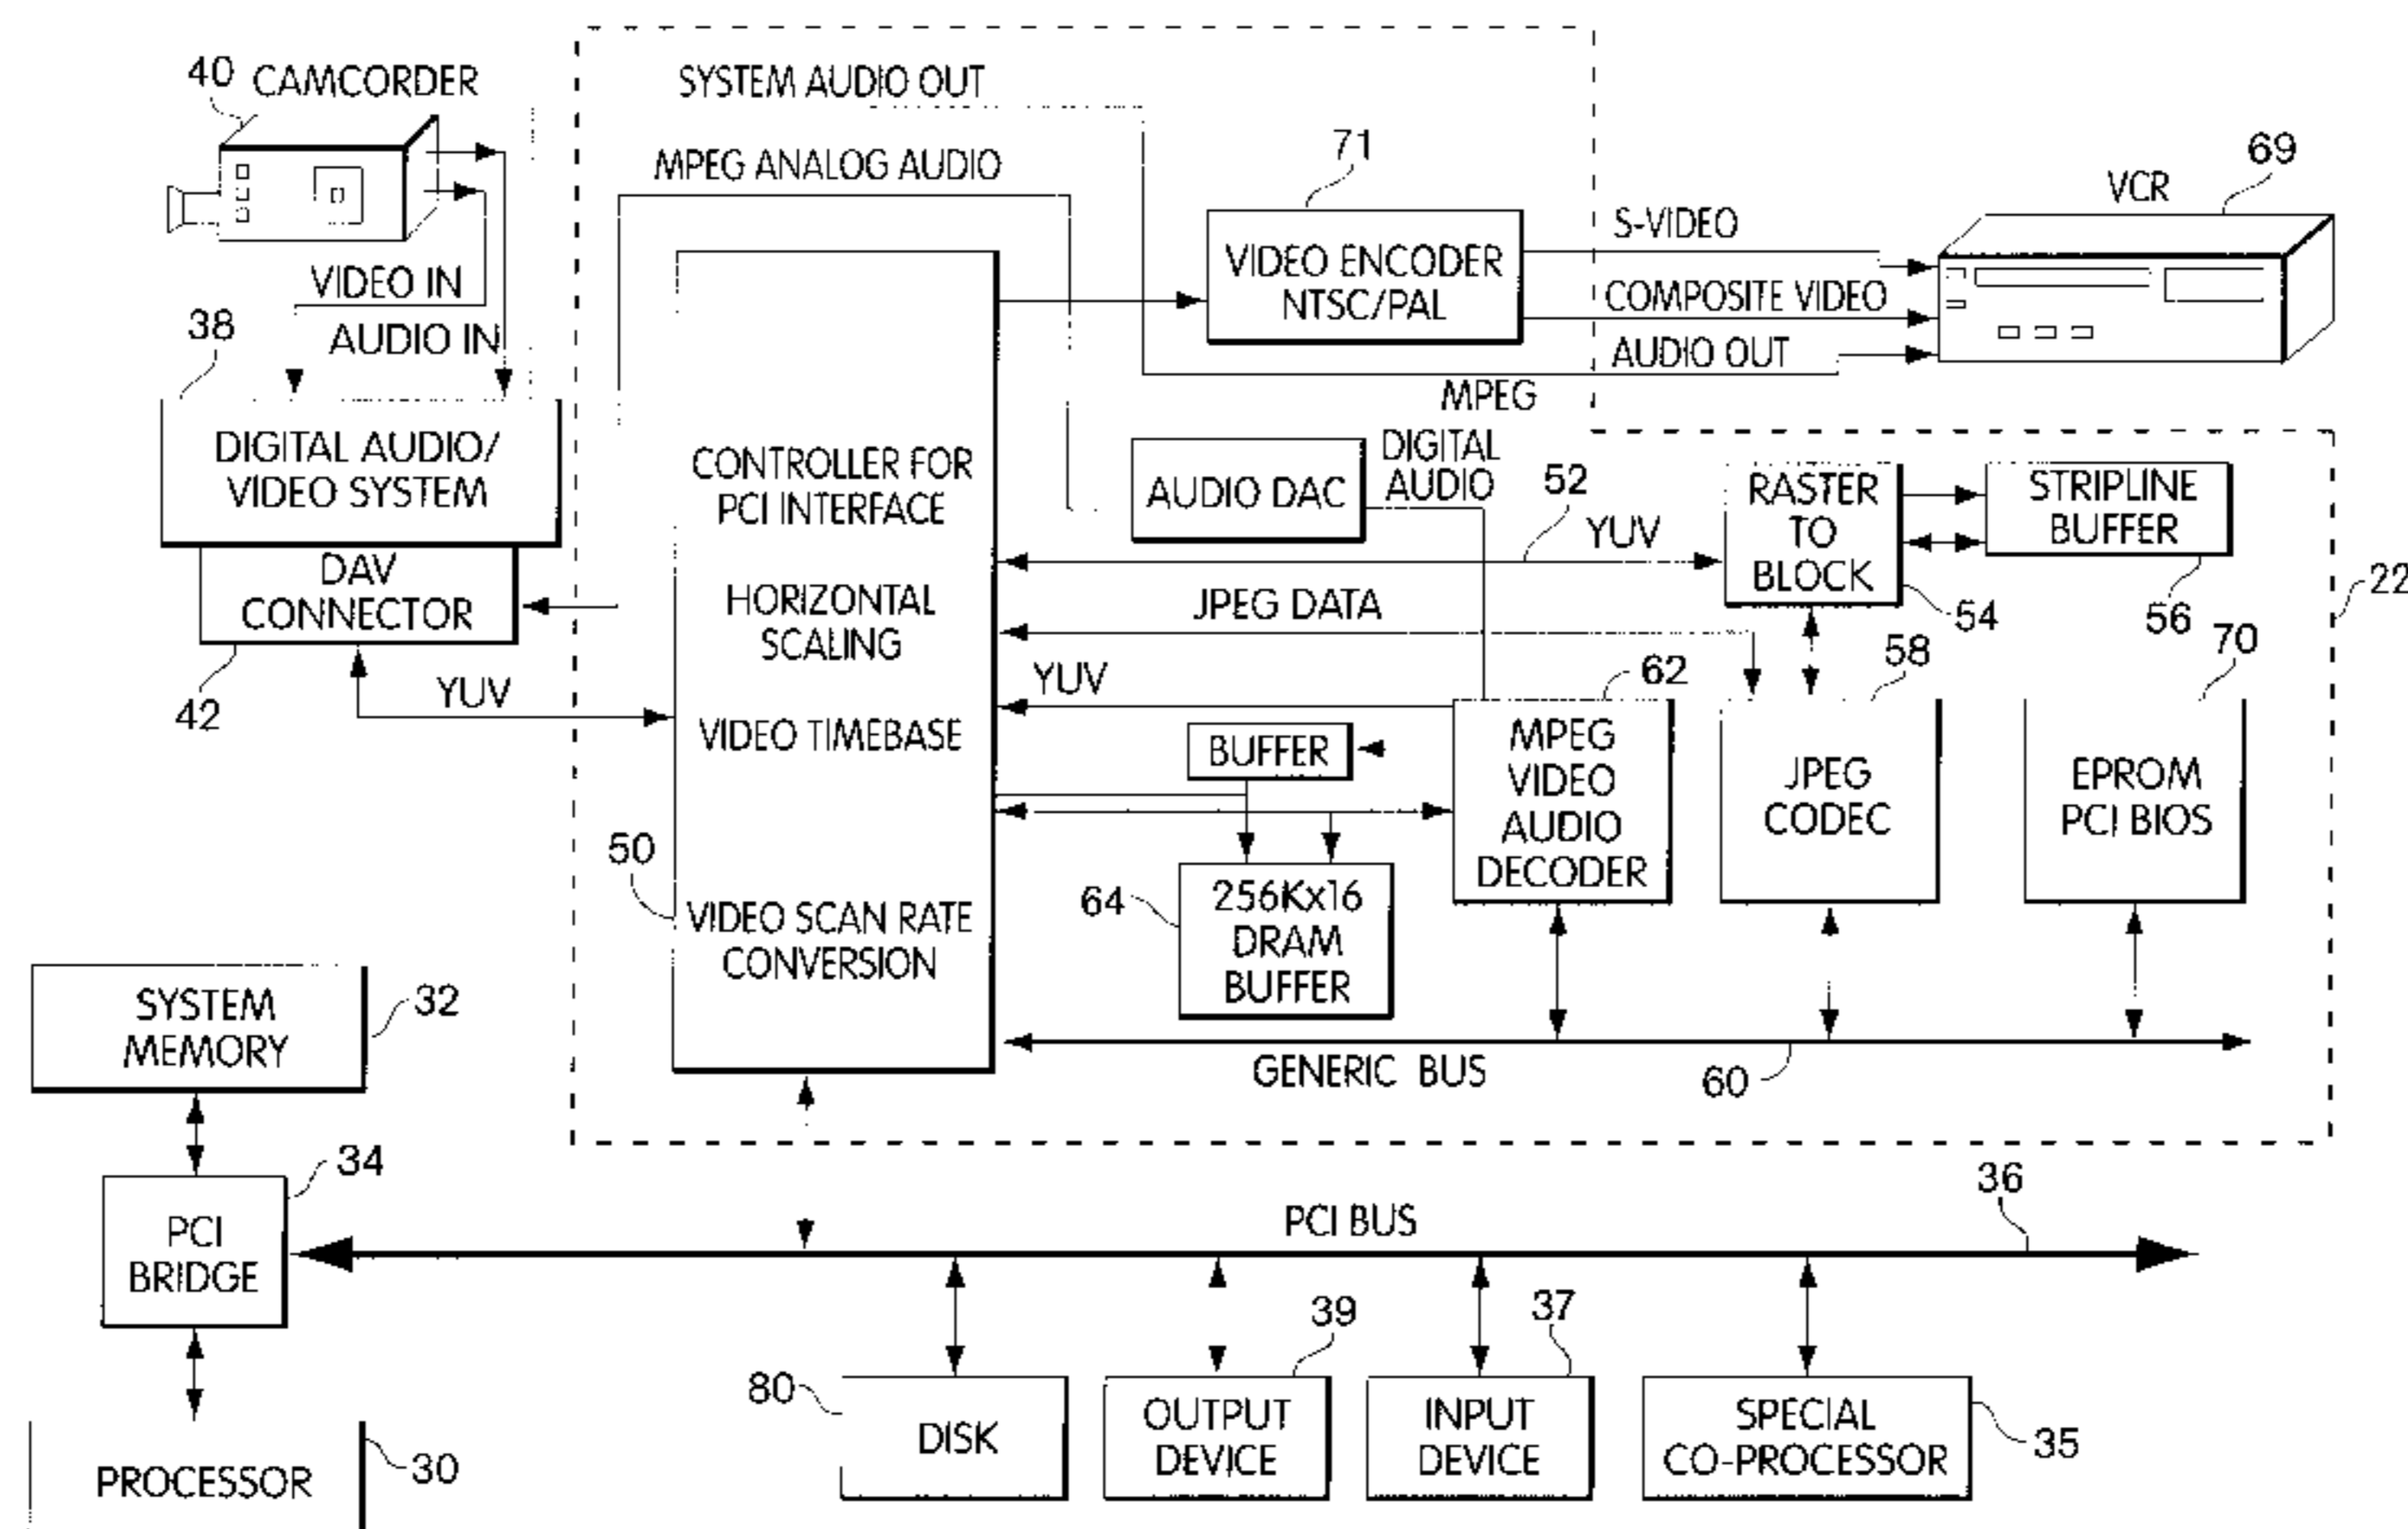 40 CAMCORDER
SYSTEM AUDIO OUT
MPEG ANALOG AUDIO
71
69
VCR
S-VIDEO
VIDEO ENCODER
NTSC/PAL
COMPOSITE VIDEO
AUDIO OUT
VIDEO IN
AUDIO IN
38
DIGITAL AUDIO/
VIDEO SYSTEM
DAV
CONNECTOR
42
YUV
CONTROLLER FOR
PCI INTERFACE
HORIZONTAL
SCALING
VIDEO TIMEBASE
VIDEO SCAN RATE
CONVERSION
50
MPEG
DIGITAL
AUDIO
AUDIO DAC
52
YUV
RASTER
TO
BLOCK
54
STRIPLINE
BUFFER
56
22
JPEG DATA
YUV
62
58
70
BUFFER
MPEG
VIDEO
AUDIO
DECODER
JPEG
CODEC
EPROM
PCI BIOS
64
256Kx16
DRAM
BUFFER
GENERIC BUS
60
SYSTEM
MEMORY
32
34
PCI
BRIDGE
PCI BUS
36
80
DISK
39
OUTPUT
DEVICE
37
INPUT
DEVICE
SPECIAL
CO-PROCESSOR
35
PROCESSOR
30